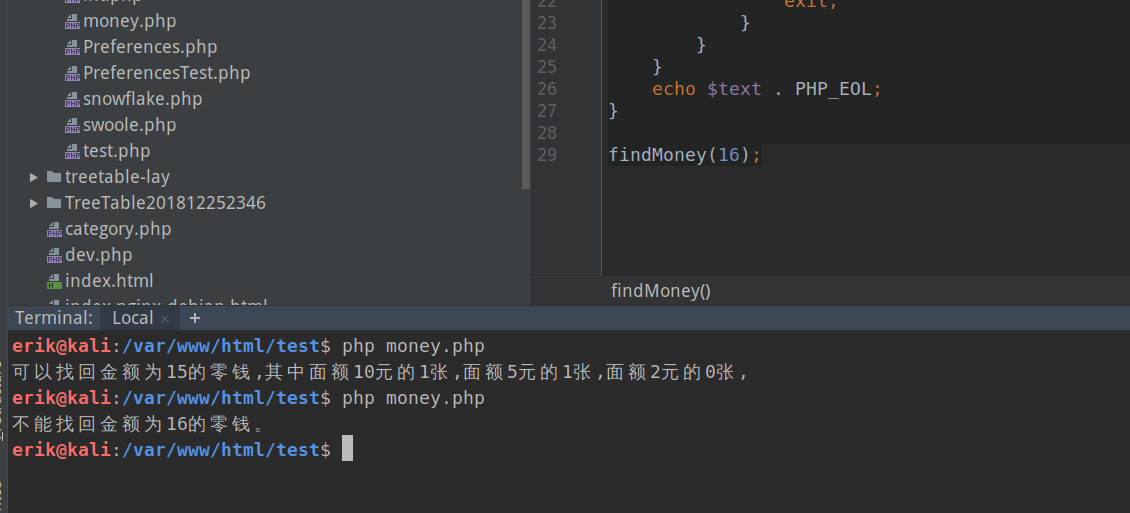 money.php
Preferences.php
PreferencesTest.php
snowflake.php
swoole.php
test.php
treetable-lay
TreeTable201812252346
category.php
dev.php
index.html
index.nginx-debian.html
22 exit;
23 }
24 }
25 }
26 echo $text . PHP_EOL;
27 }
28
29 findMoney(16);
findMoney()
Terminal: Local × +
erik@kali:/var/www/html/test$ php money.php
可以找回金额为15的零钱,其中面额10元的1张,面额5元的1张,面额2元的0张,
erik@kali:/var/www/html/test$ php money.php
不能找回金额为16的零钱。
erik@kali:/var/www/html/test$